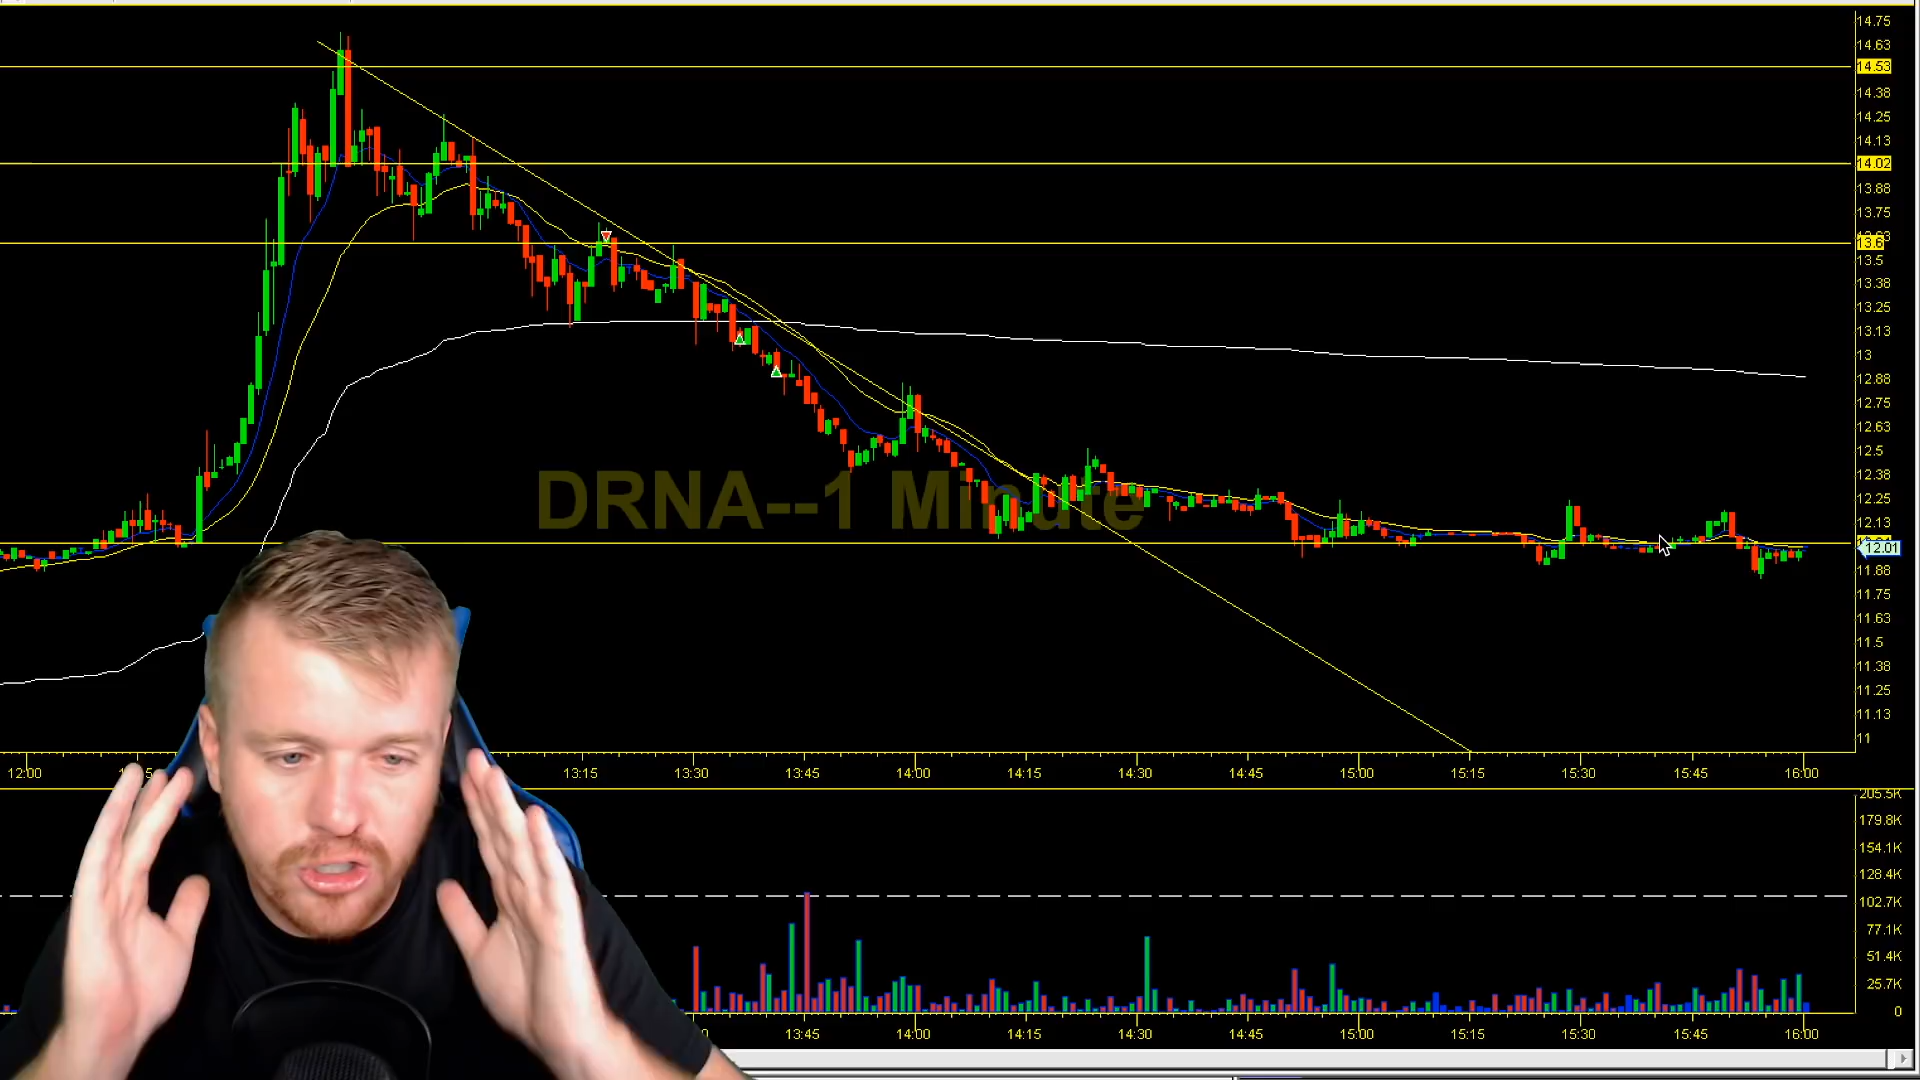 14.75
14.63
14.53
14.38
14.25
14.13
14.02
13.88
13.75
13.6
13.5
13.38
13.25
13.13
13
12.88
12.75
12.63
12.5
12.38
DRNA--1 Minute
12.25
12.13
12.01
11.88
11.75
11.63
11.5
11.38
11.25
11.13
11
12:00 13:15 13:30 13:45 14:00 14:15 14:30 14:45 15:00 15:15 15:30 15:45 16:00
205.5K
179.8K
154.1K
128.4K
102.7K
77.1K
51.4K
25.7K
0
13:45 14:00 14:15 14:30 14:45 15:00 15:15 15:30 15:45 16:00